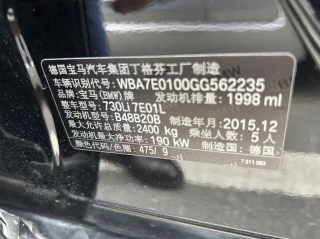 德国宝马汽车集团丁格芬工厂制造
车辆识别代号: WBA7E0100GG562235
品牌: 宝马(BMW)牌 发动机排量: 1998 ml
整车型号: 730Li 7E01L
发动机型号: B48B20B 制造年月: 2015.12
最大允许总质量: 2400 kg 乘坐人数: 5 人
发动机最大净功率: 190 kW 制造国: 德国
颜色代码/色圈: 475/ 9
7 311 063